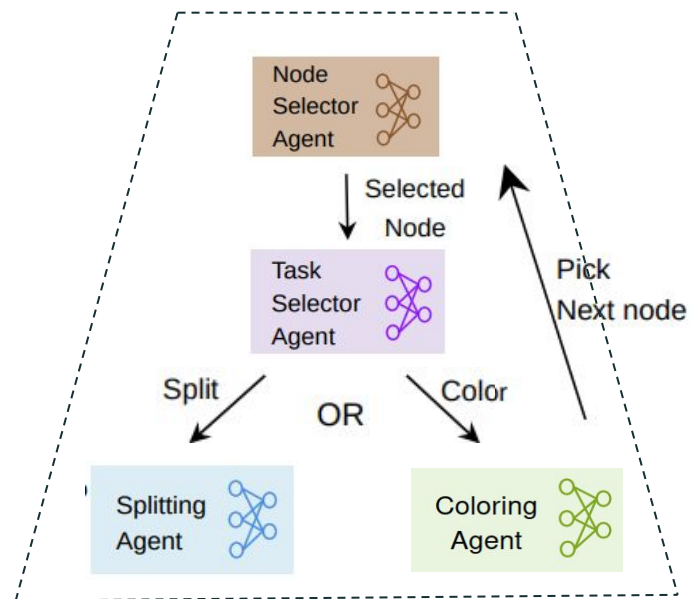 Node
Selector
Agent
Selected
Node
Task
Selector
Agent
Split
OR
Color
Pick
Next node
Splitting
Agent
Coloring
Agent